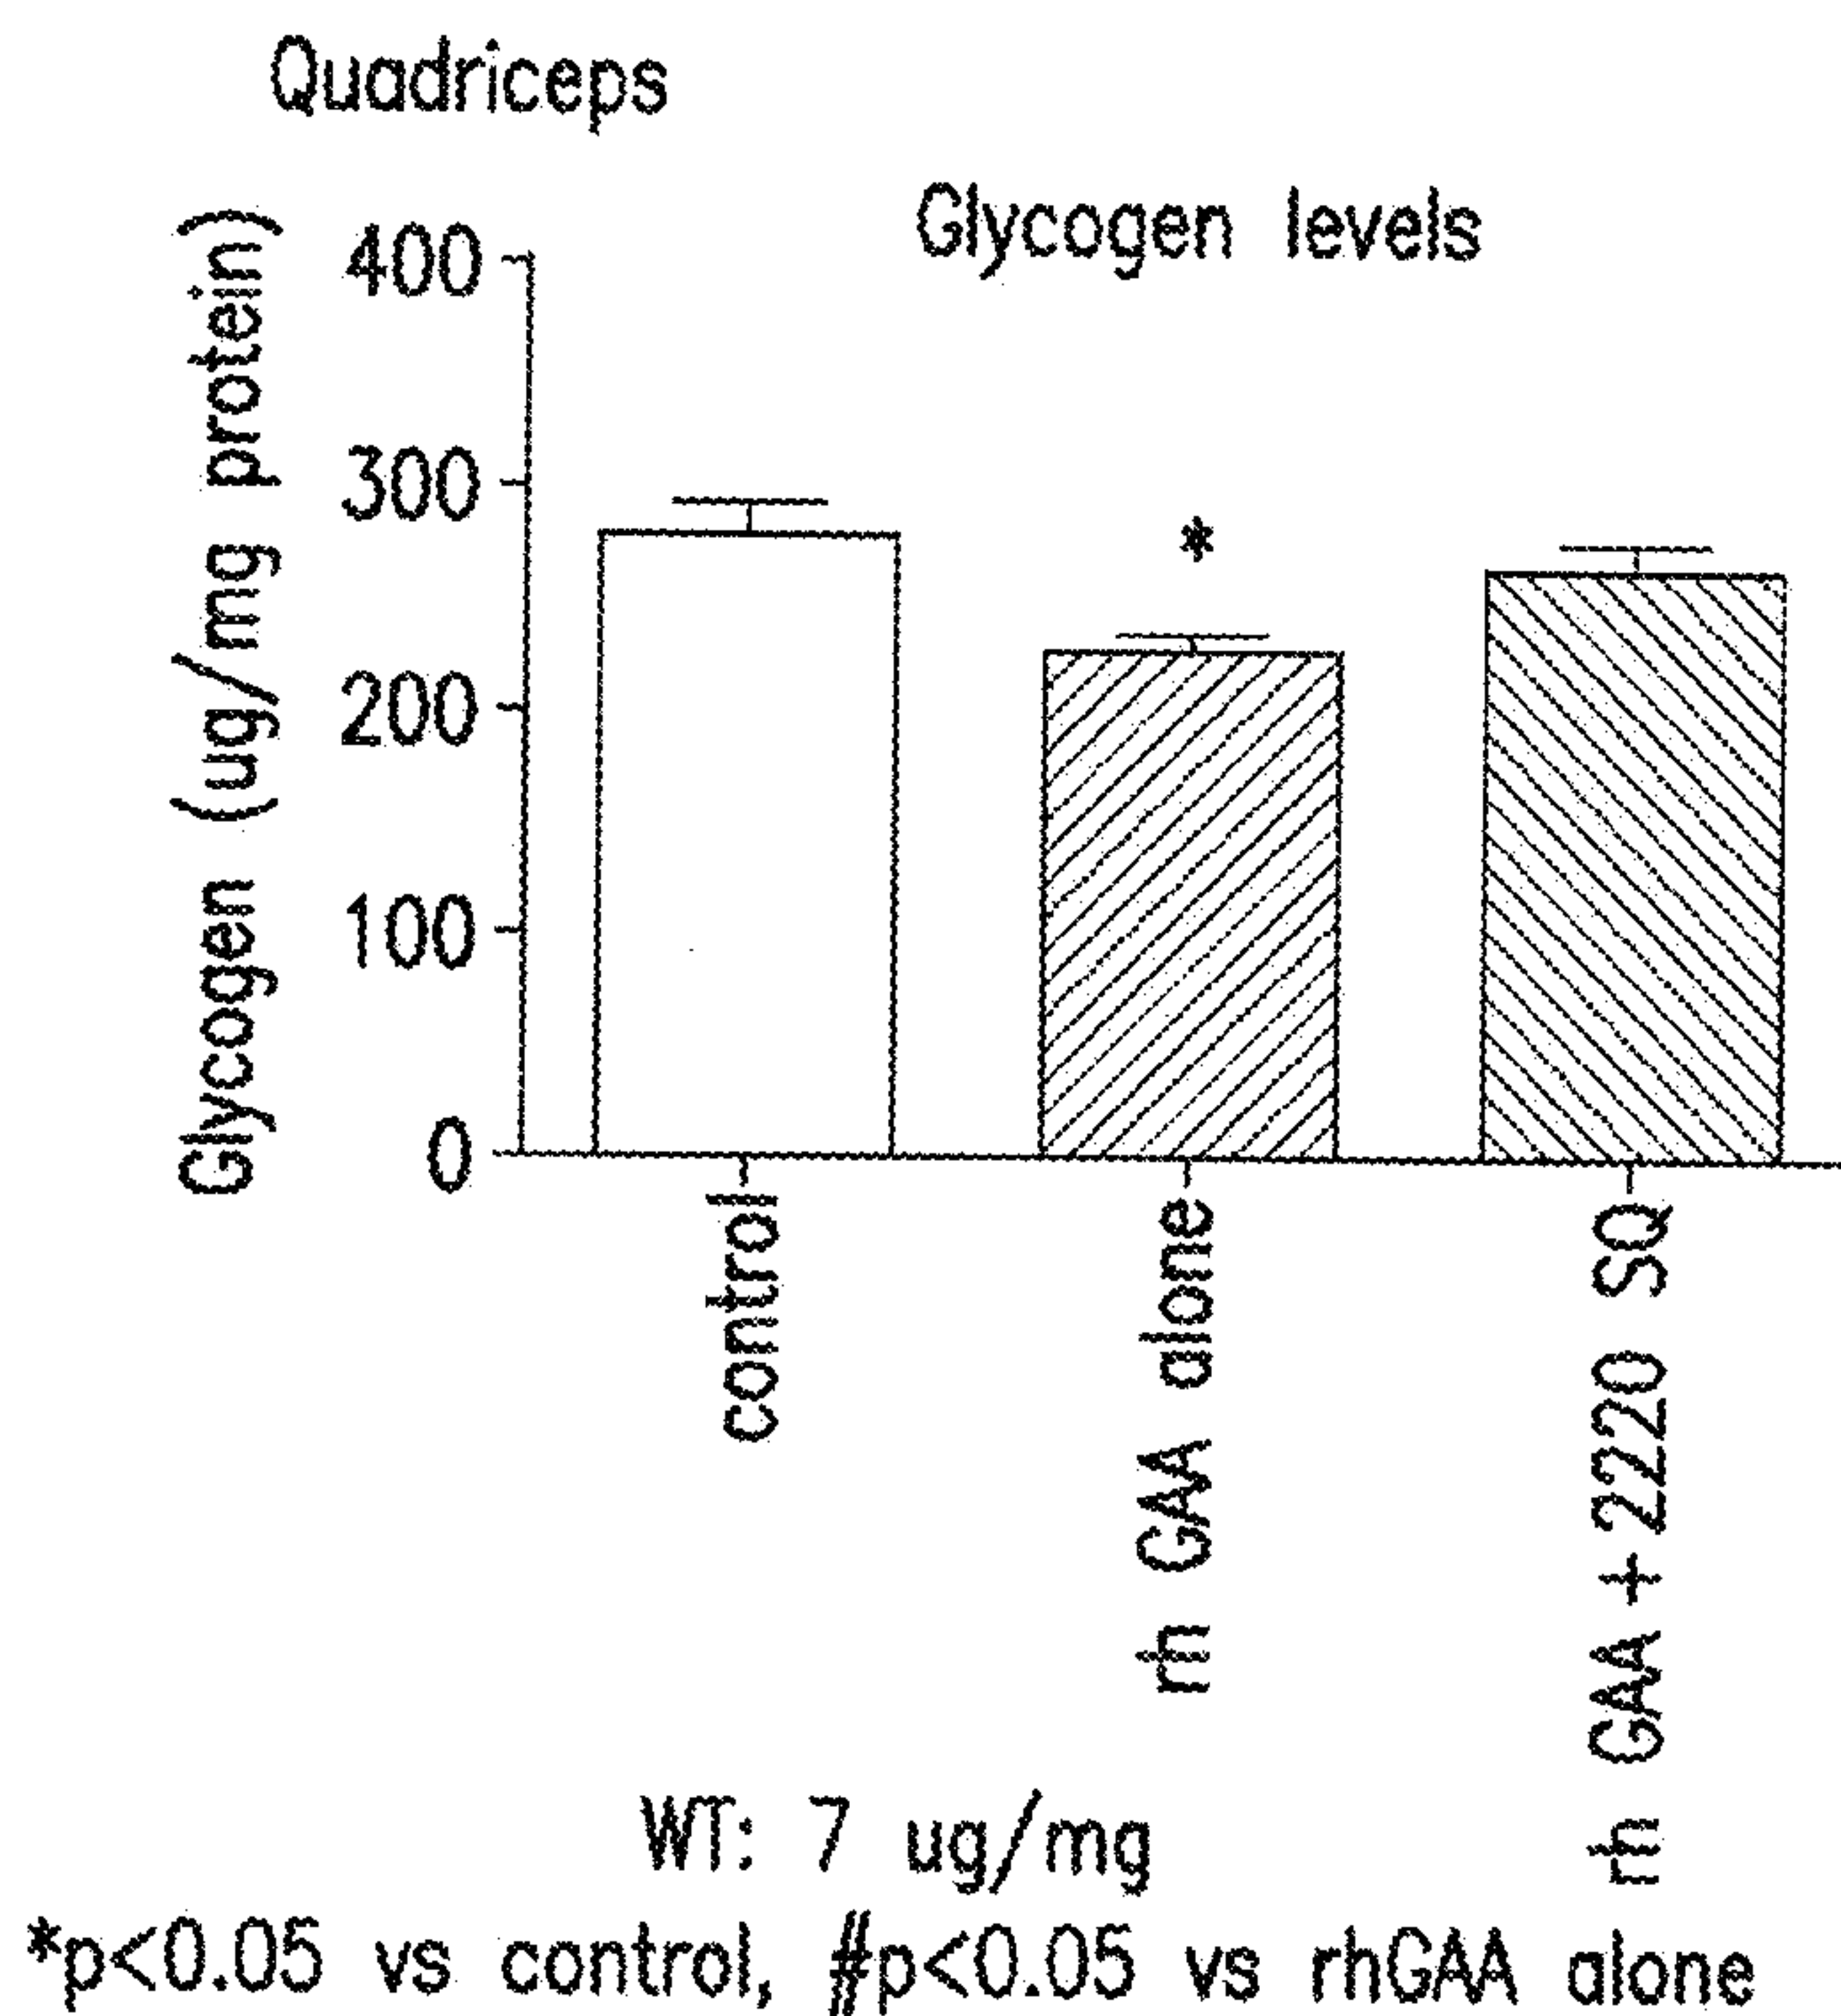 Quadriceps
Glycogen levels
Glycogen (ug/mg protein)
400
300
200
100
0
*
control
rh GAA alone
rh GAA + 2220 SQ
WT: 7 ug/mg
*p<0.05 vs control, #p<0.05 vs rhGAA alone